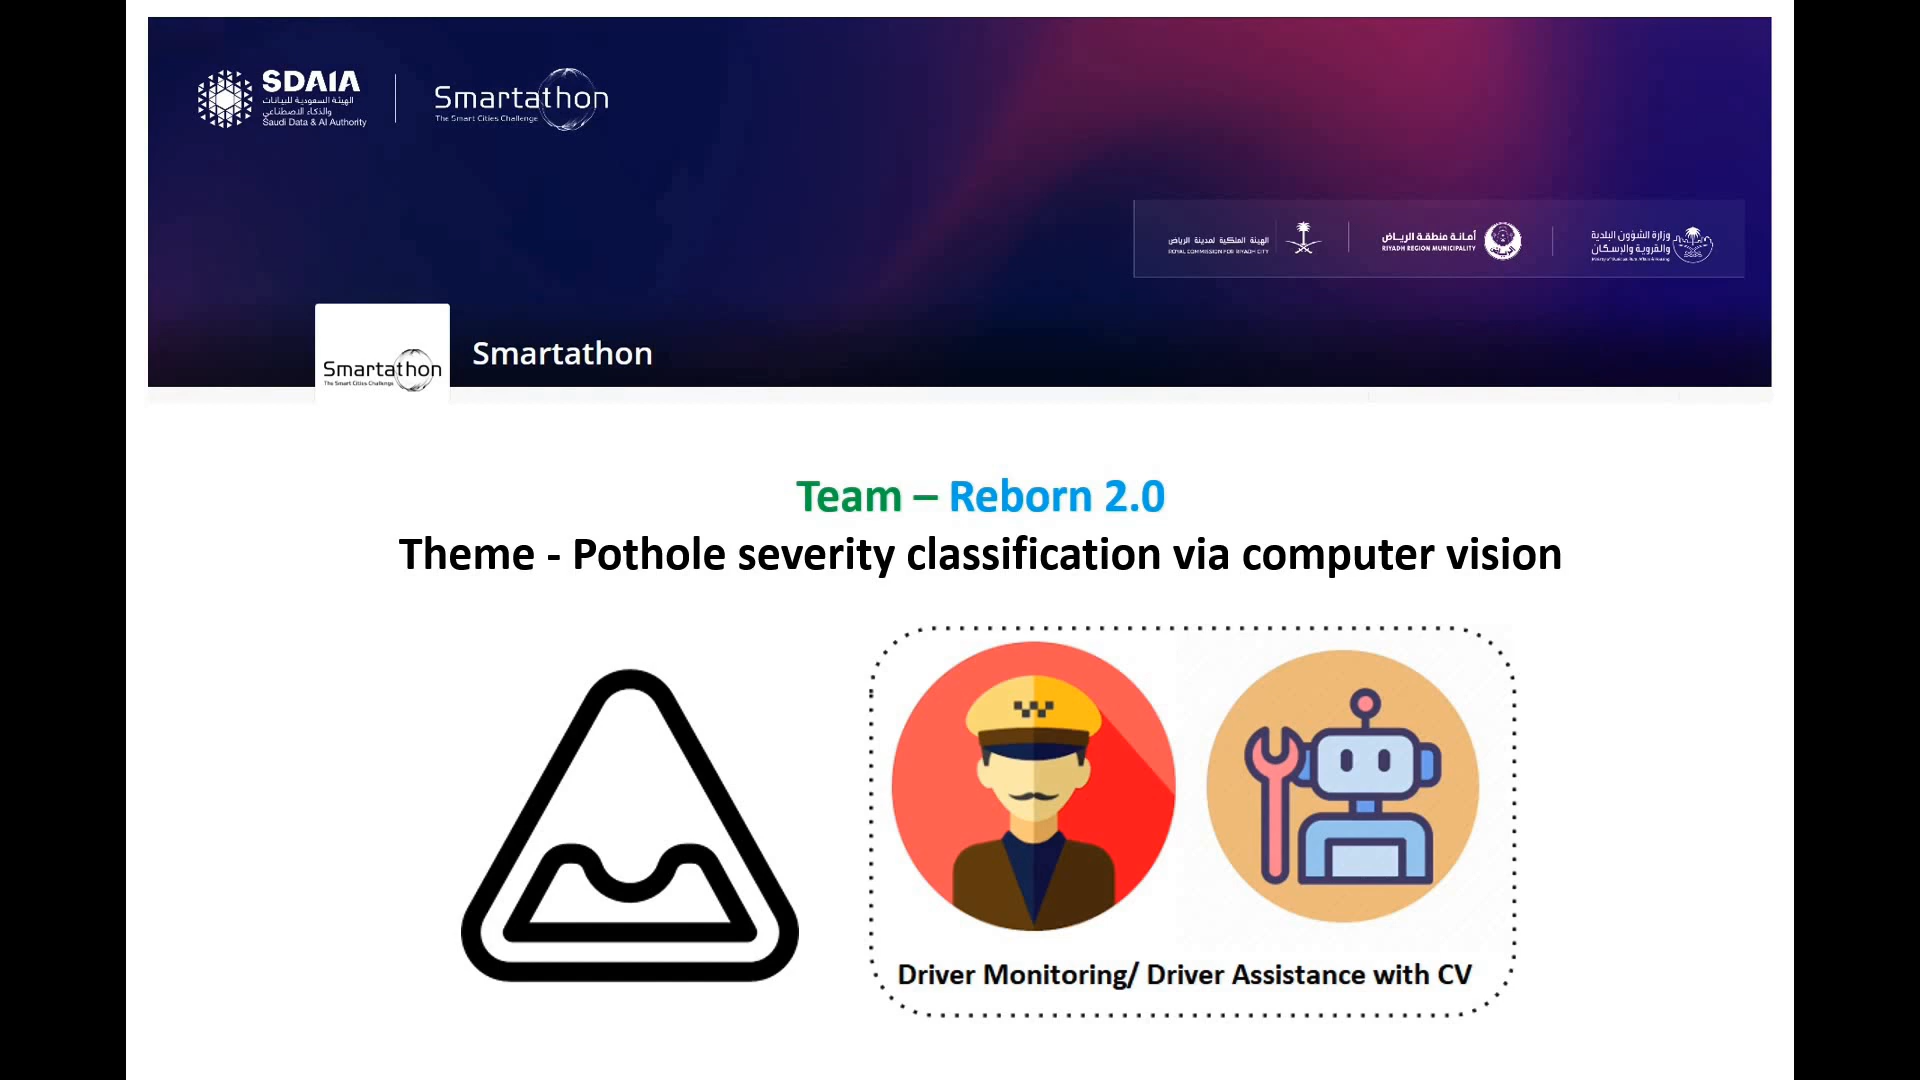 SDAIA
الهيئة السعودية للبيانات
والذكاء الاصطناعي
Saudi Data & AI Authority
Smartathon
The Smart Cities Challenge
الهيئة الملكية لمدينة الرياض
ROYAL COMMISSION FOR RIYADH CITY
أمانة منطقة الرياض
RIYADH REGION MUNICIPALITY
وزارة الشؤون البلدية
والقروية والإسكان
Smartathon
The Smart Cities Challenge
Smartathon
Team – Reborn 2.0
Theme - Pothole severity classification via computer vision
Driver Monitoring/ Driver Assistance with CV